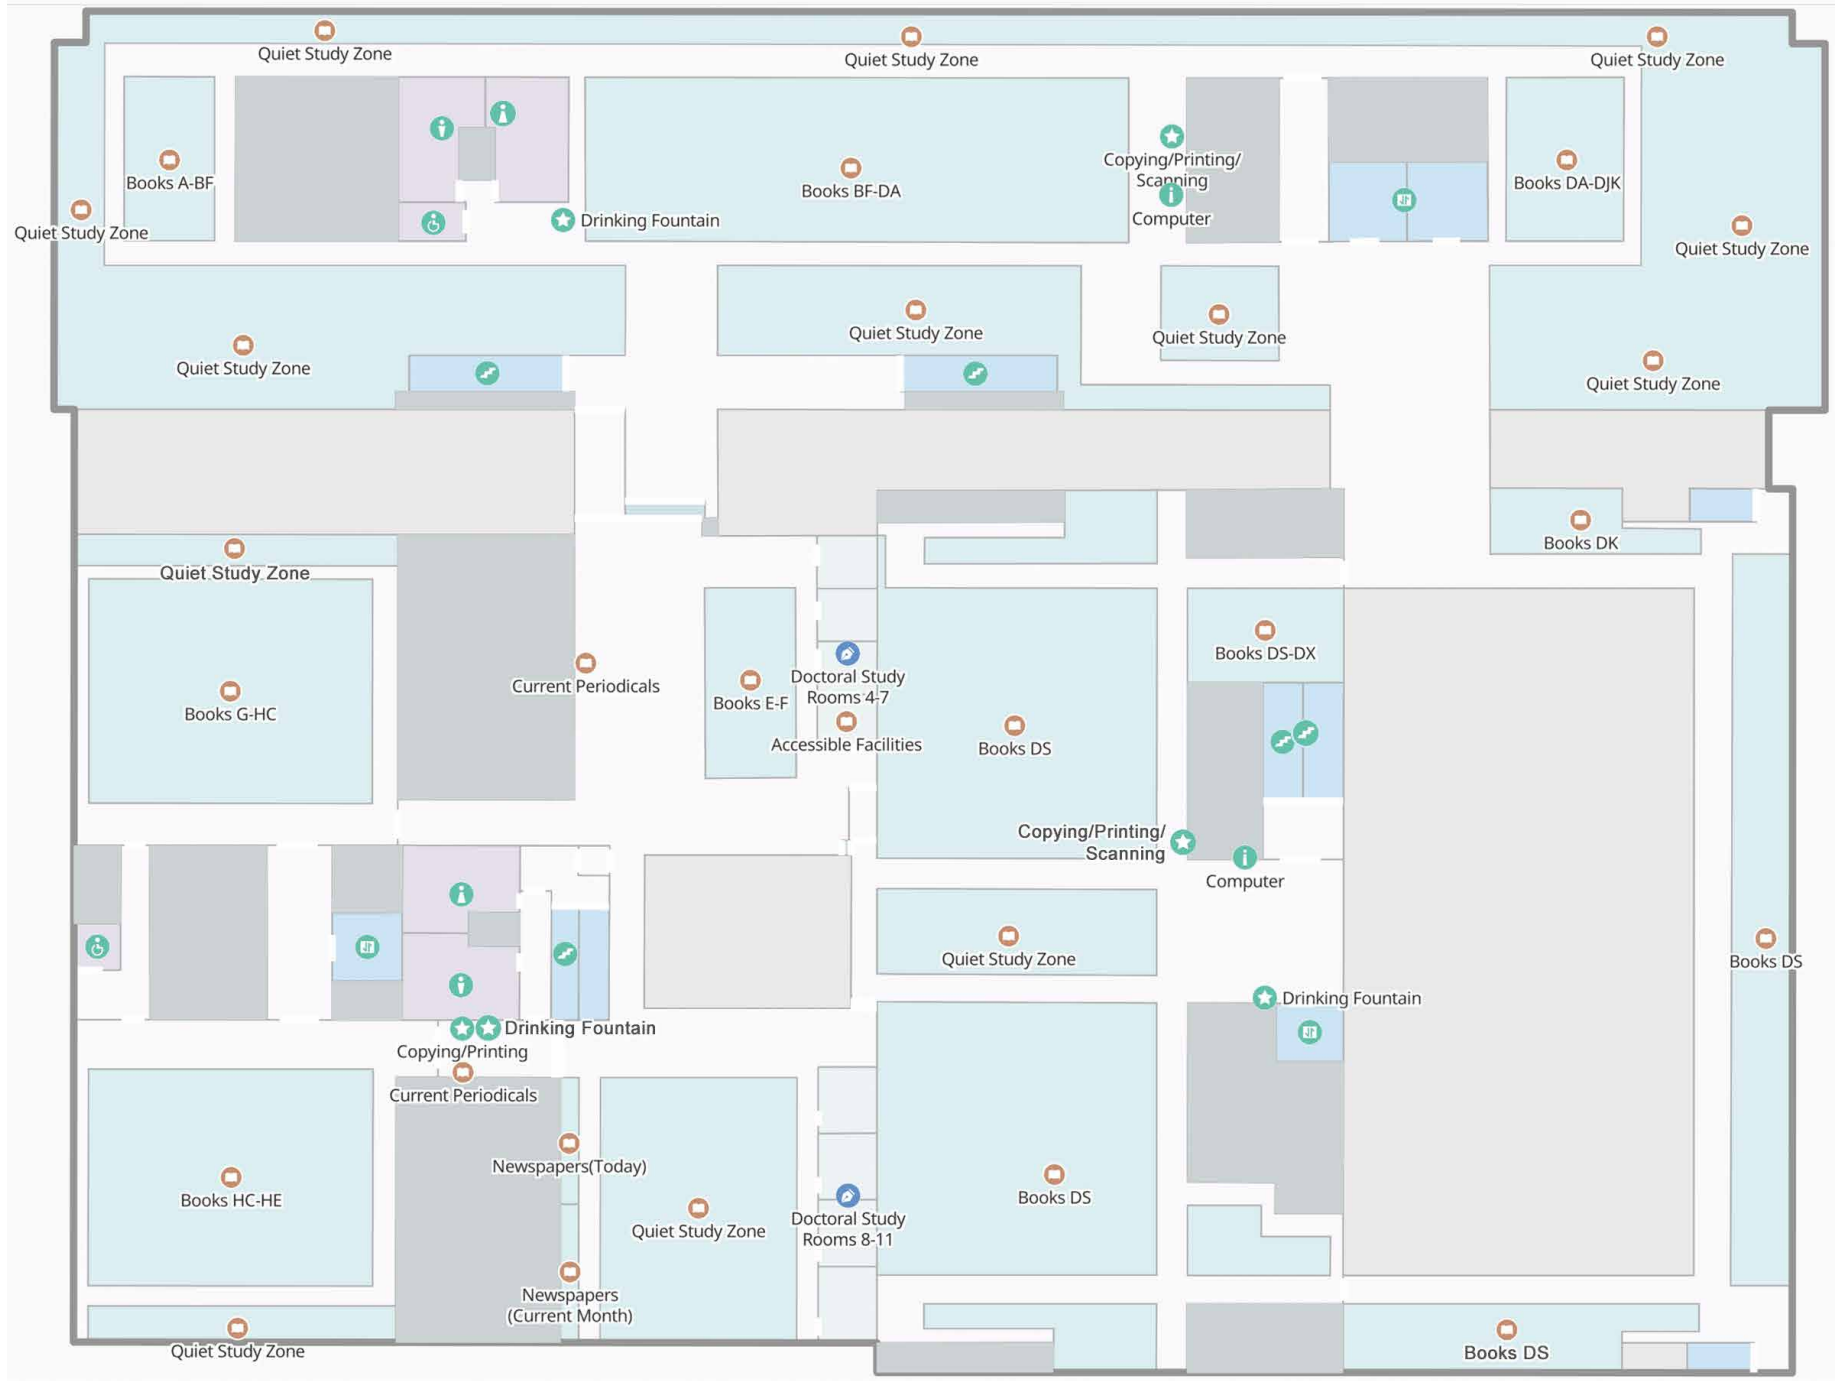 Quiet Study Zone
Quiet Study Zone
Quiet Study Zone
Books A-BF
Books BF-DA
Copying/Printing/
Scanning
Computer
Books DA-DJK
Drinking Fountain
Quiet Study Zone
Quiet Study Zone
Quiet Study Zone
Quiet Study Zone
Quiet Study Zone
Quiet Study Zone
Books DK
Quiet Study Zone
Books G-HC
Current Periodicals
Books E-F
Doctoral Study
Rooms 4-7
Accessible Facilities
Books DS
Books DS-DX
Copying/Printing/
Scanning
Computer
Quiet Study Zone
Books DS
Drinking Fountain
Drinking Fountain
Copying/Printing
Current Periodicals
Newspapers(Today)
Books HC-HE
Quiet Study Zone
Doctoral Study
Rooms 8-11
Books DS
Newspapers
(Current Month)
Quiet Study Zone
Books DS